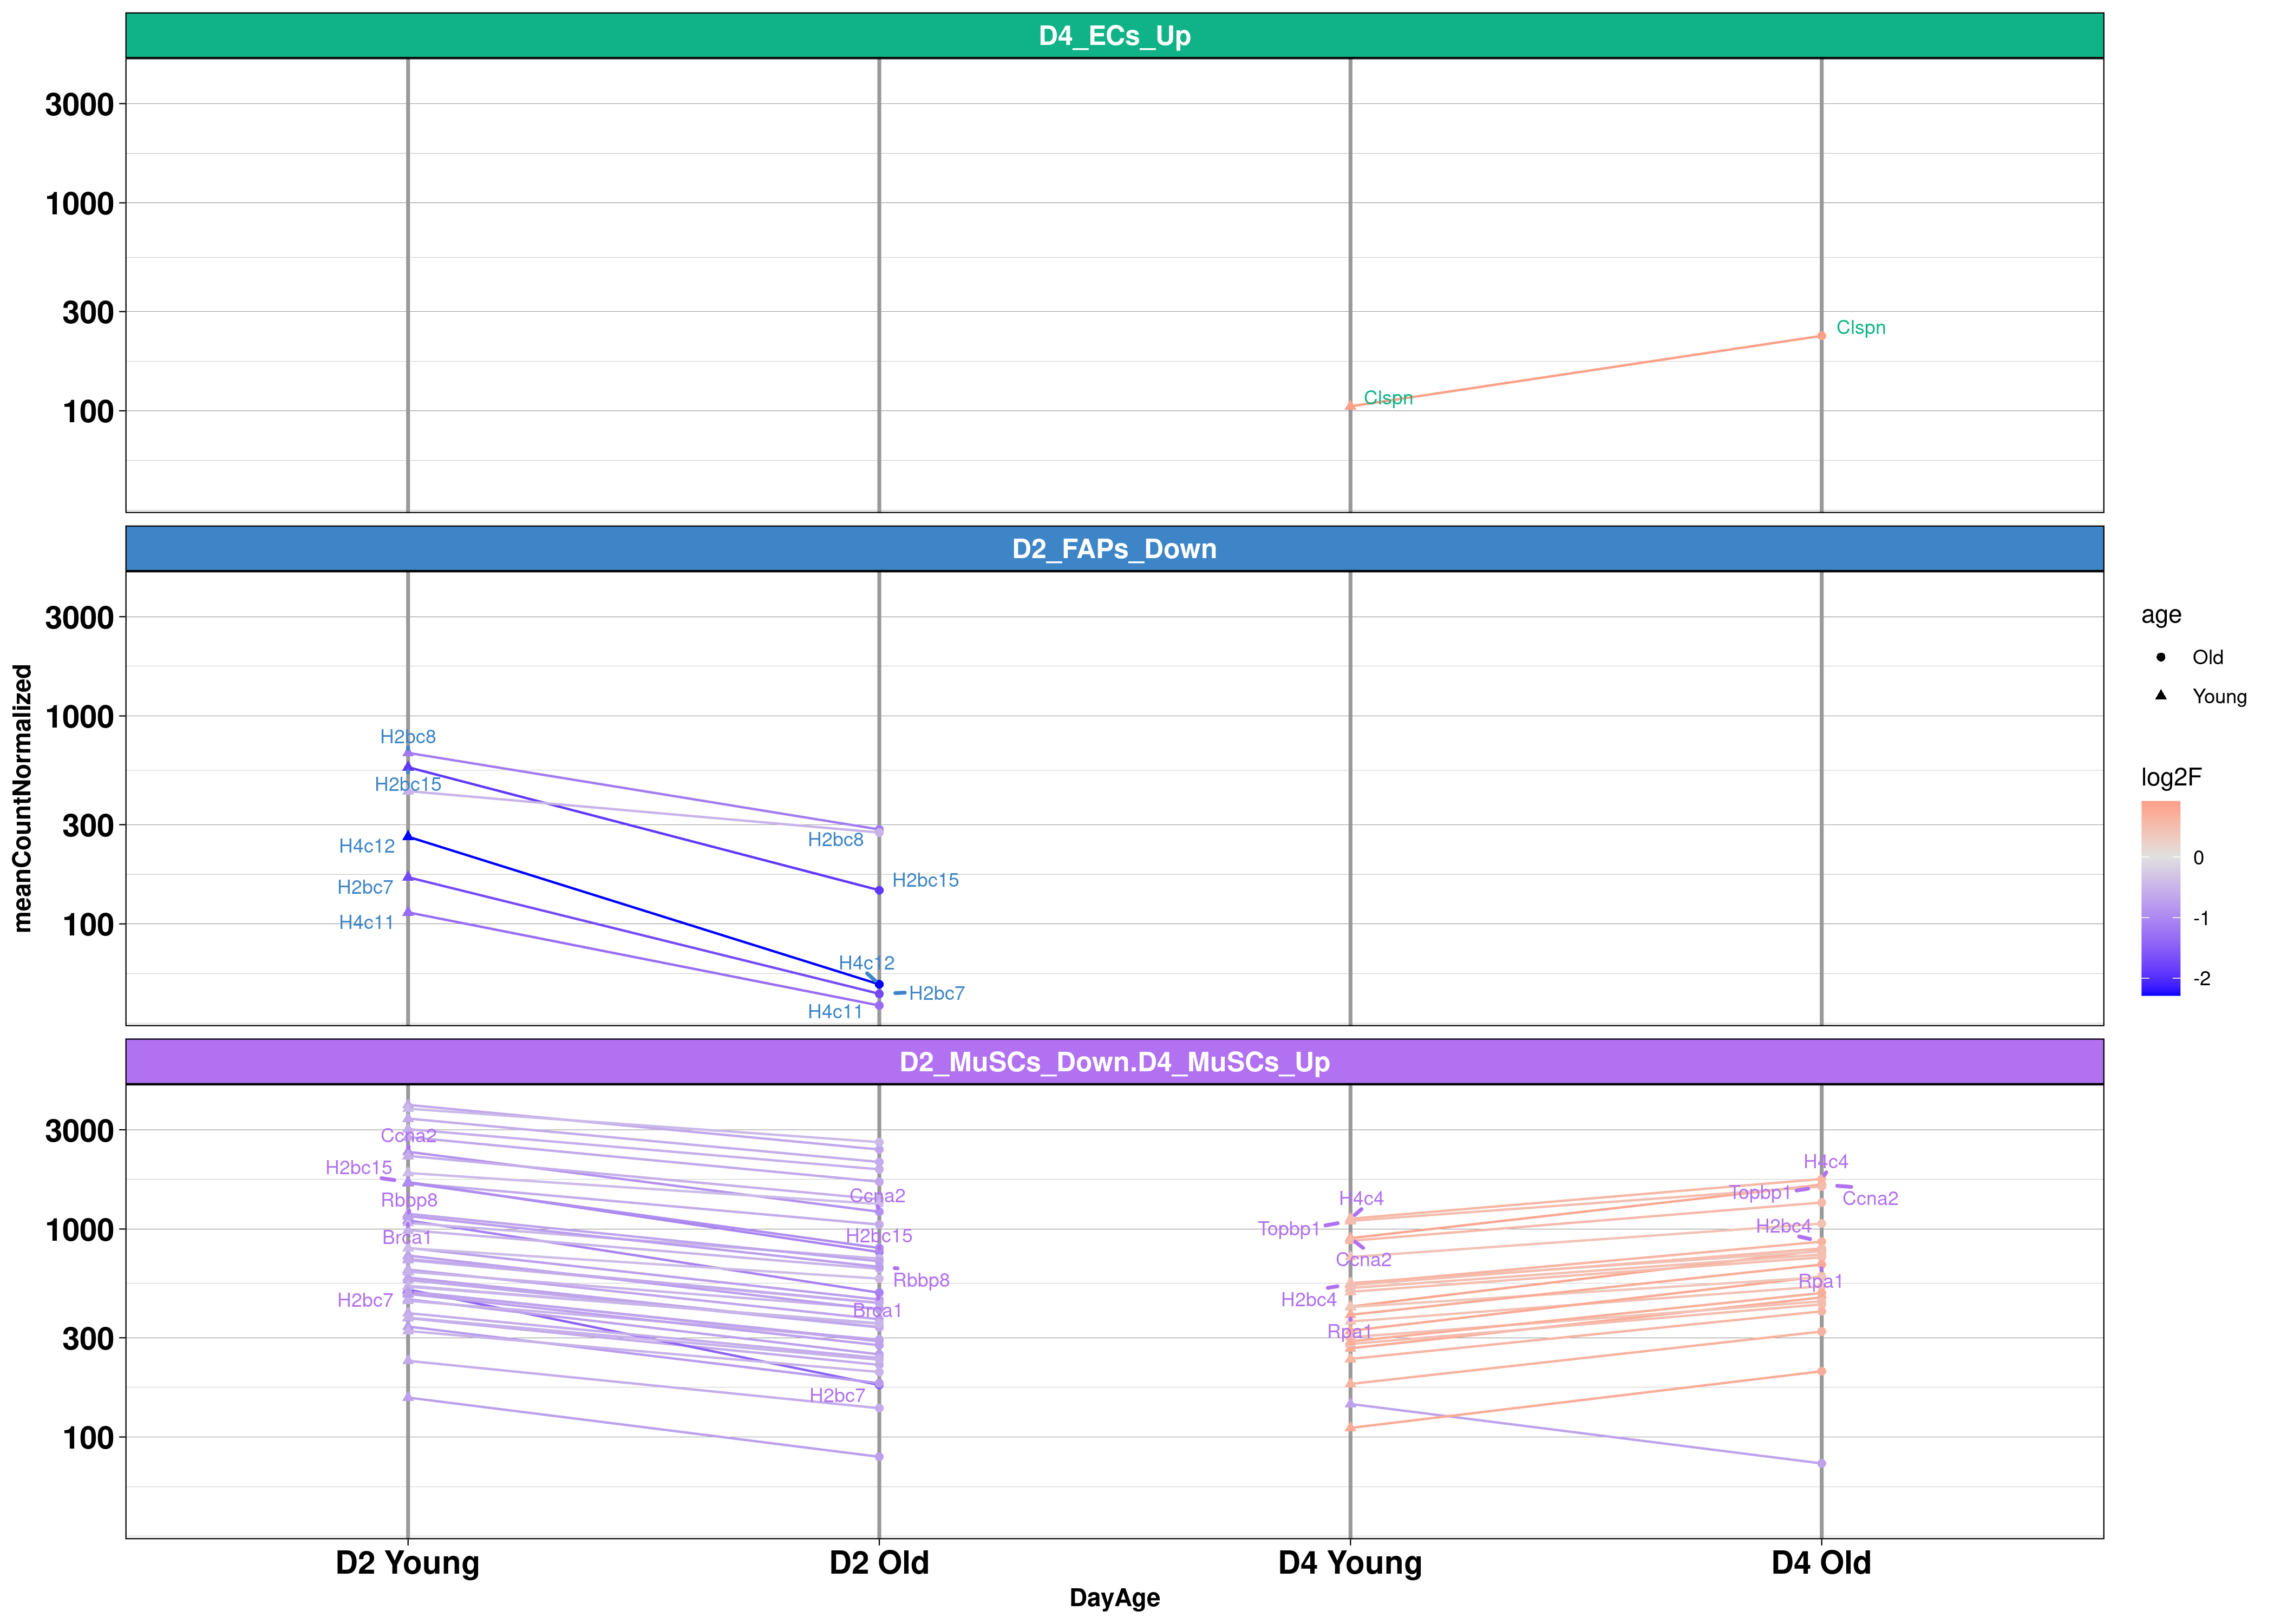 D4_ECs_Up
3000
1000
300
100
Clspn
Clspn
D2_FAPs_Down
3000
1000
300
100
H2bc8
H2bc15
H4c12
H2bc7
H4c11
H2bc8
H2bc15
H4c12
H2bc7
H4c11
D2_MuSCs_Down.D4_MuSCs_Up
3000
1000
300
100
Ccna2
H2bc15
Rbbp8
Brca1
H2bc7
Ccna2
H2bc15
Rbbp8
Brca1
H2bc7
H4c4
Topbp1
Ccna2
H2bc4
Rpa1
H4c4
Topbp1
Ccna2
H2bc4
Rpa1
D2 Young
D2 Old
D4 Young
D4 Old
DayAge
meanCountNormalized
age
Old
Young
log2F
0
-1
-2